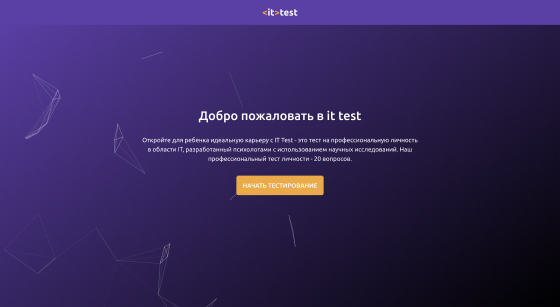 <it>test
Добро пожаловать в it test
Откройте для ребенка идеальную карьеру с IT Test - это тест на профессиональную личность
в области IT, разработанный психологами с использованием научных исследований. Наш
профессиональный тест личности - 20 вопросов.
НАЧАТЬ ТЕСТИРОВАНИЕ